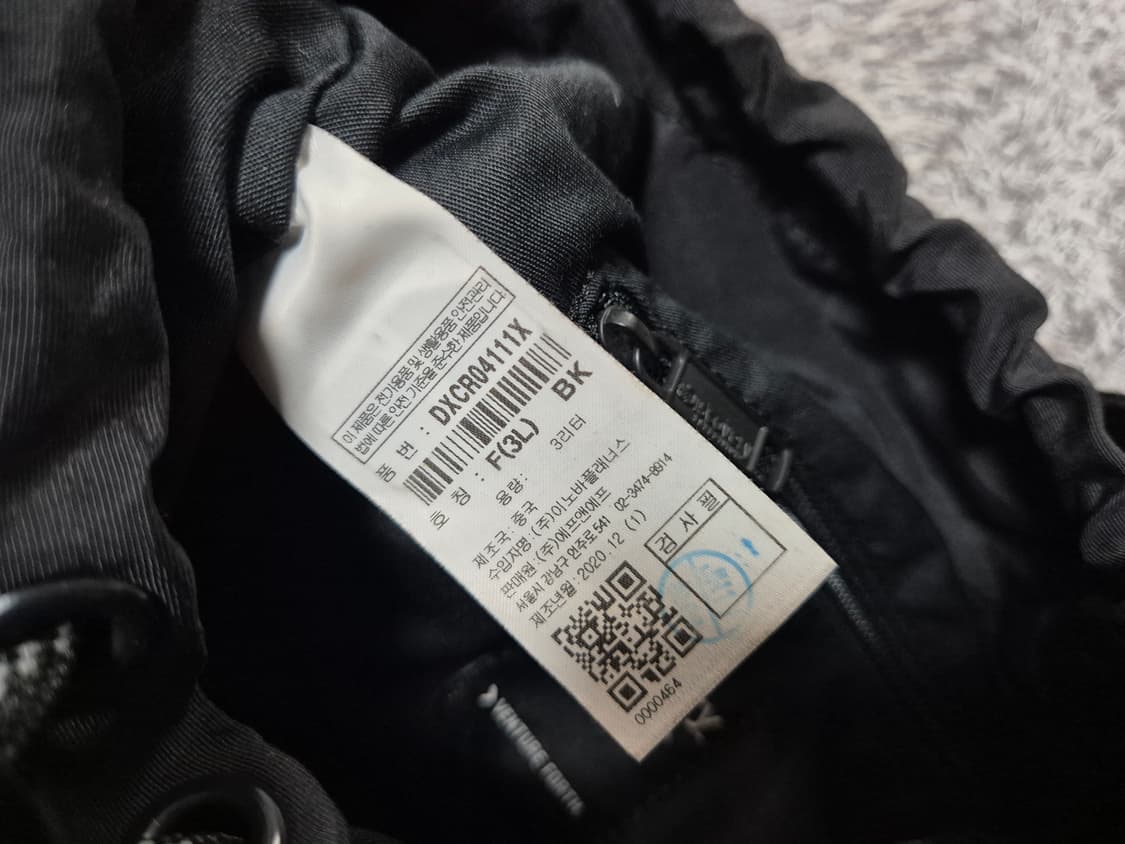 이 제품은 전기용품 및 생활용품 안전관리
법에 따른 안전 기준을 준수한 제품입니다
품 번 : DXCR04111X
호 칭 : F(3L) BK
용량: 3리터
제조국: 중국
수입자명: (주)이노바플래너스
판매원: (주)에프앤에프
서울시 강남구 언주로 541 02-3474-8914
제조년월: 2020.12 (1)
검 사 필
0000464
VENTURE FORTH